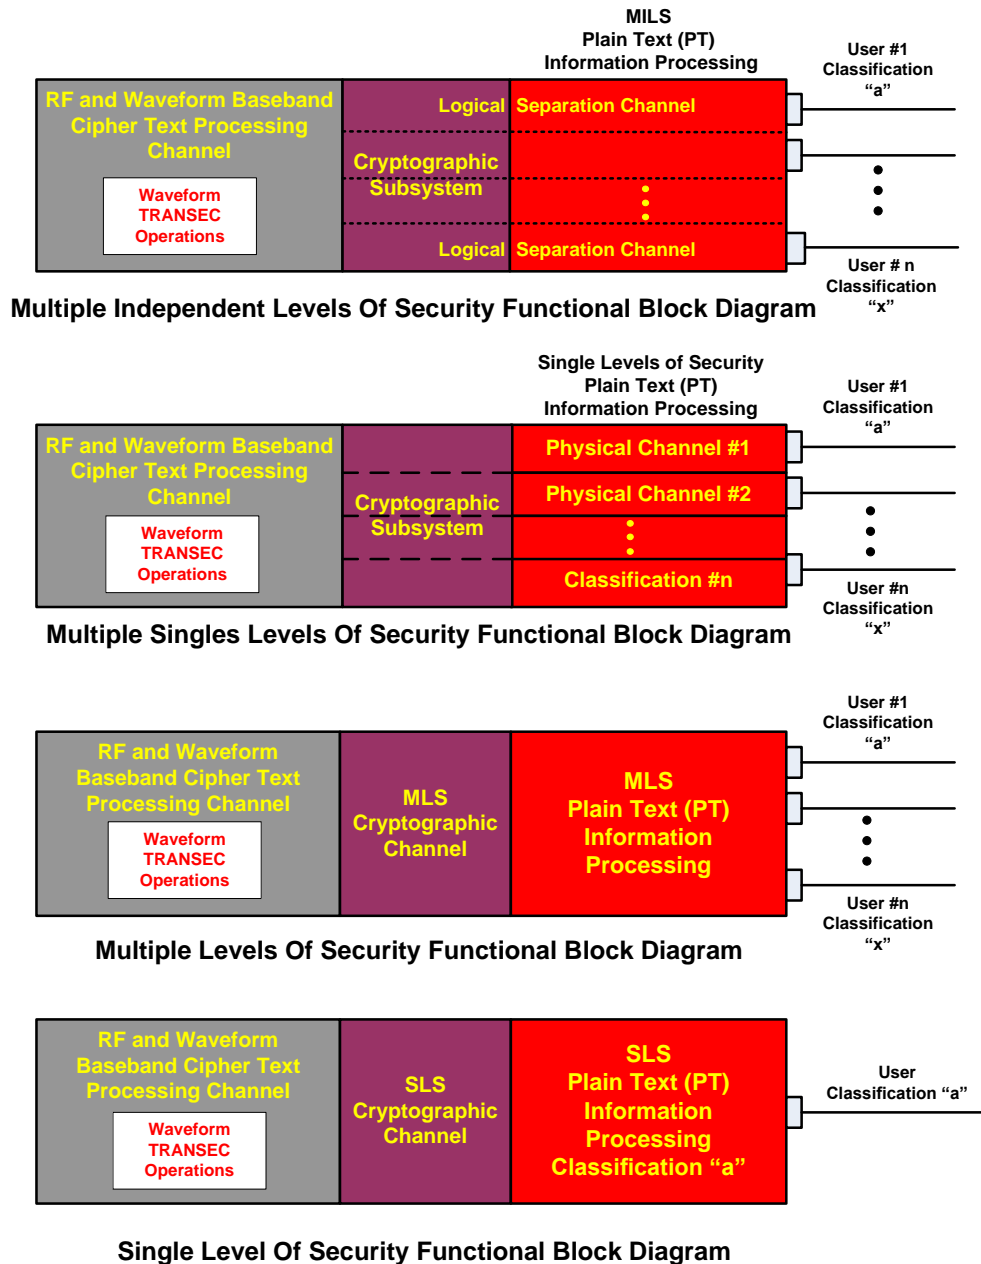 MILS
Plain Text (PT)
Information Processing
User #1
Classification
“a”
RF and Waveform Baseband
Cipher Text Processing
Channel
Waveform
TRANSEC
Operations
Logical Separation Channel
Cryptographic
Subsystem
Logical Separation Channel
User # n
Classification
“x”
Multiple Independent Levels Of Security Functional Block Diagram
Single Levels of Security
Plain Text (PT)
Information Processing
User #1
Classification
“a”
RF and Waveform Baseband
Cipher Text Processing
Channel
Waveform
TRANSEC
Operations
Cryptographic
Subsystem
Physical Channel #1
Physical Channel #2
Classification #n
User #n
Classification
“x”
Multiple Singles Levels Of Security Functional Block Diagram
User #1
Classification
“a”
RF and Waveform
Baseband Cipher Text
Processing Channel
Waveform
TRANSEC
Operations
MLS
Cryptographic
Channel
MLS
Plain Text (PT)
Information
Processing
User #n
Classification
“x”
Multiple Levels Of Security Functional Block Diagram
RF and Waveform
Baseband Cipher Text
Processing Channel
Waveform
TRANSEC
Operations
SLS
Cryptographic
Channel
SLS
Plain Text (PT)
Information
Processing
Classification “a”
User
Classification “a”
Single Level Of Security Functional Block Diagram